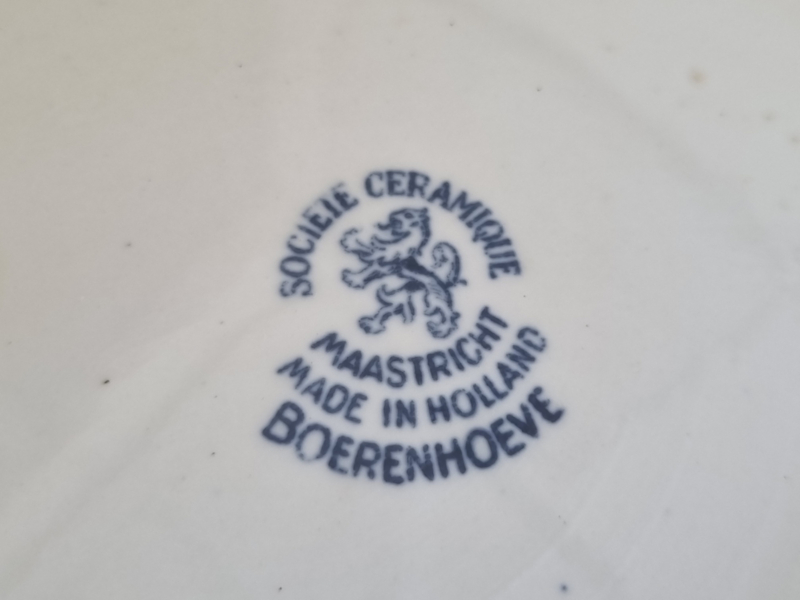 SOCIETE CERAMIQUE
MAASTRICHT
MADE IN HOLLAND
BOERENHOEVE